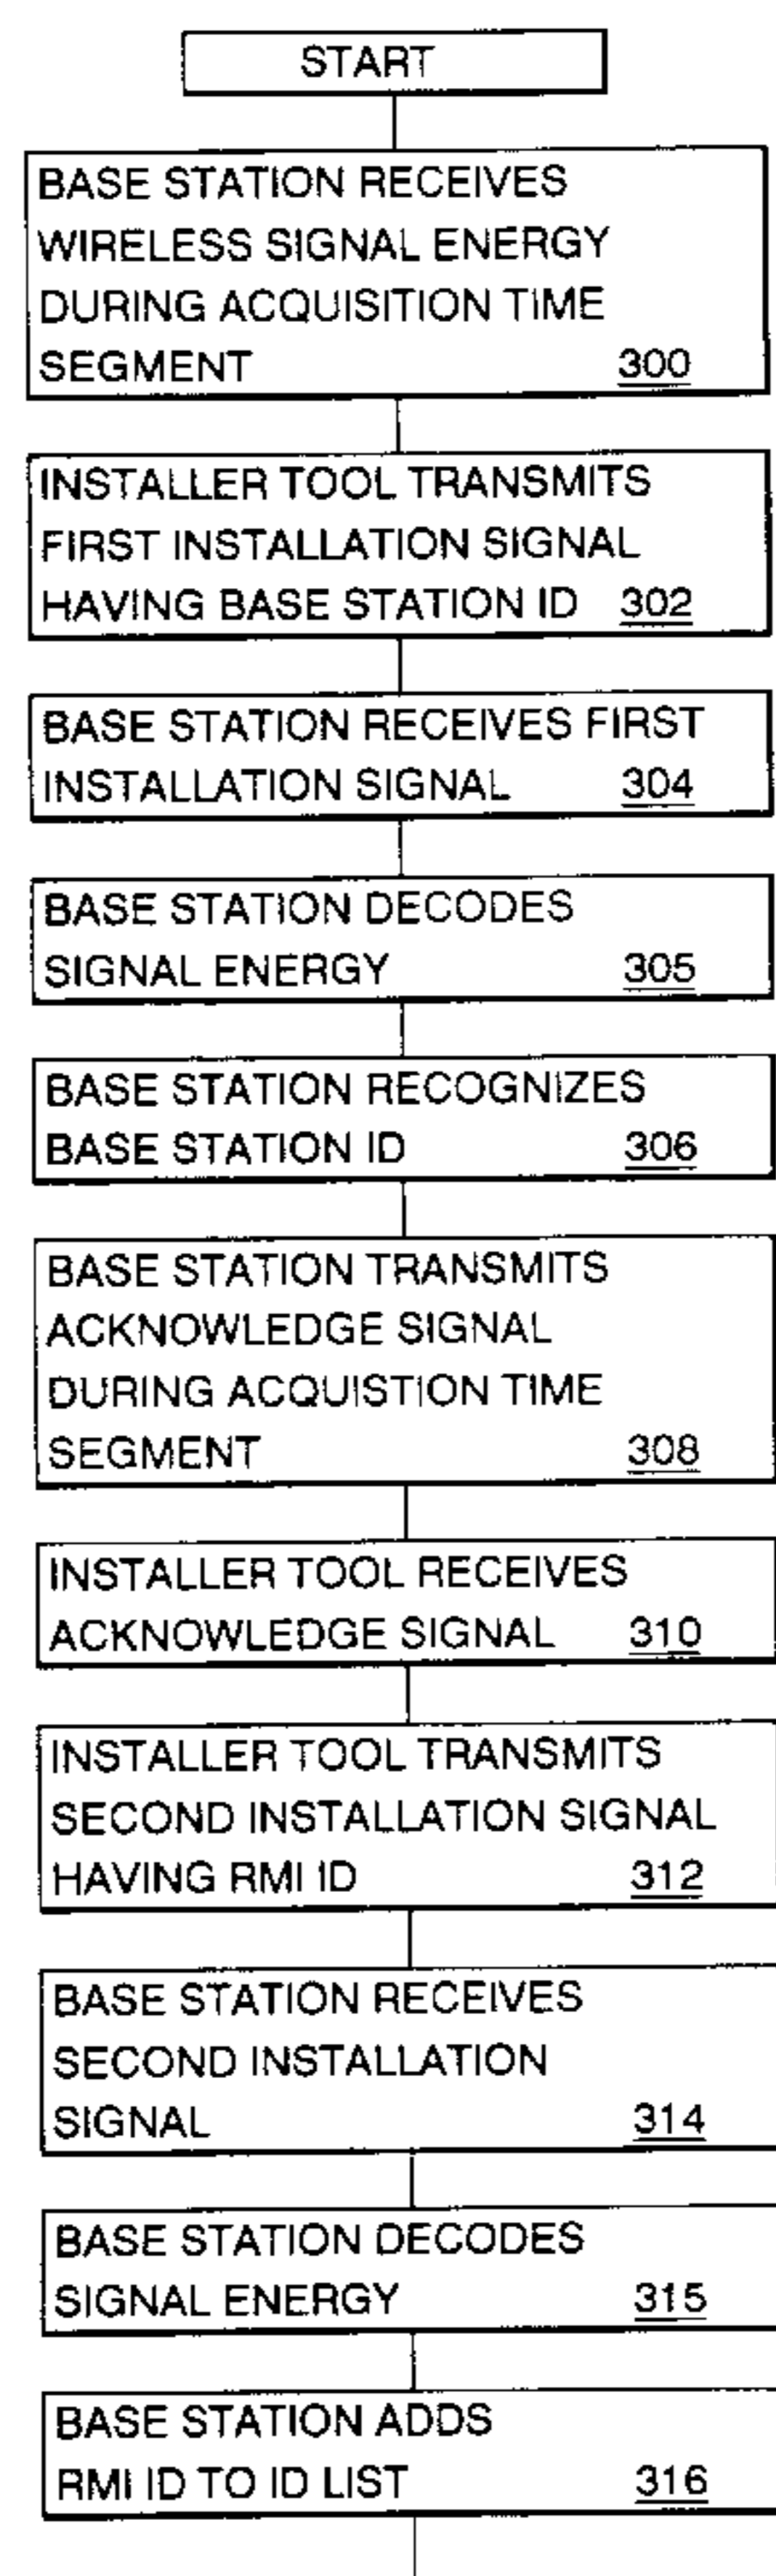 START
BASE STATION RECEIVES
WIRELESS SIGNAL ENERGY
DURING ACQUISITION TIME
SEGMENT 300
INSTALLER TOOL TRANSMITS
FIRST INSTALLATION SIGNAL
HAVING BASE STATION ID 302
BASE STATION RECEIVES FIRST
INSTALLATION SIGNAL 304
BASE STATION DECODES
SIGNAL ENERGY 305
BASE STATION RECOGNIZES
BASE STATION ID 306
BASE STATION TRANSMITS
ACKNOWLEDGE SIGNAL
DURING ACQUISTION TIME
SEGMENT 308
INSTALLER TOOL RECEIVES
ACKNOWLEDGE SIGNAL 310
INSTALLER TOOL TRANSMITS
SECOND INSTALLATION SIGNAL
HAVING RMI ID 312
BASE STATION RECEIVES
SECOND INSTALLATION
SIGNAL 314
BASE STATION DECODES
SIGNAL ENERGY 315
BASE STATION ADDS
RMI ID TO ID LIST 316